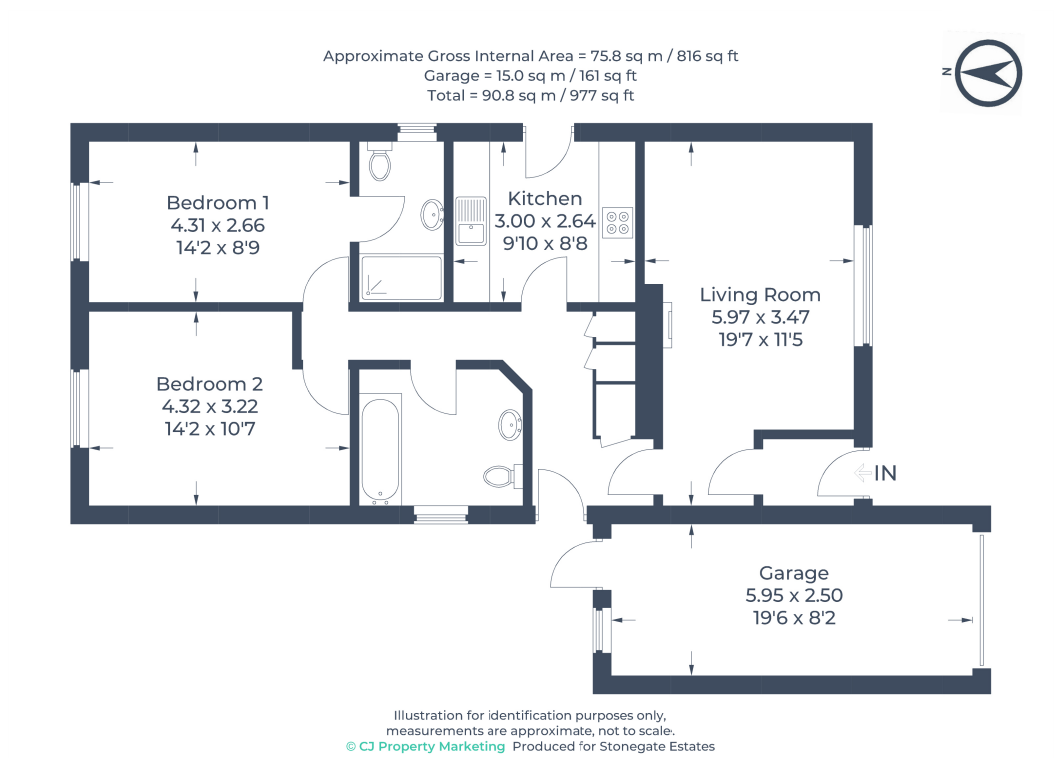 Approximate Gross Internal Area = 75.8 sq m / 816 sq ft
Garage = 15.0 sq m / 161 sq ft
Total = 90.8 sq m / 977 sq ft
N
Bedroom 1
4.31 x 2.66
14'2 x 8'9
Kitchen
3.00 x 2.64
9'10 x 8'8
Living Room
5.97 x 3.47
19'7 x 11'5
Bedroom 2
4.32 x 3.22
14'2 x 10'7
IN
Garage
5.95 x 2.50
19'6 x 8'2
Illustration for identification purposes only,
measurements are approximate, not to scale.
© CJ Property Marketing Produced for Stonegate Estates